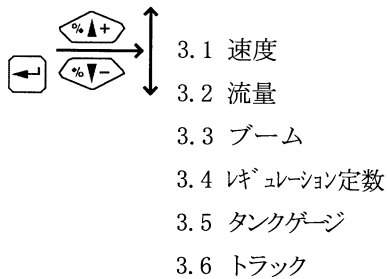 %▲+
%▼−
3.1 速度
3.2 流量
3.3 ブーム
3.4 ﾚｷﾞｭﾚｰｼｮﾝ定数
3.5 タンクゲージ
3.6 トラック